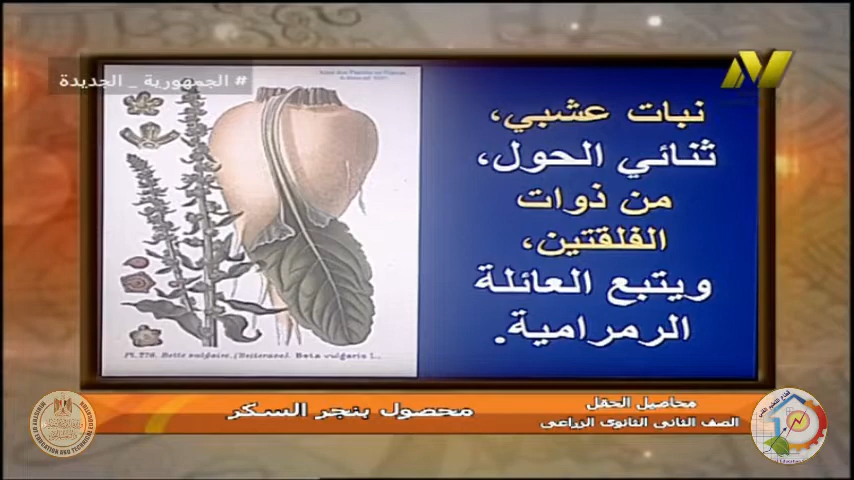 # الجمهورية _ الجديدة
نبات عشبي،
ثنائي الحول،
من ذوات
الفلقتين،
ويتبع العائلة
الرمرامية.
Pl. 276. Bette vulgaire. (Betterave). Beta vulgaris L.
محاصيل الحقل
الصف الثانى الثانوى الزراعى
محصول بنجر السكر